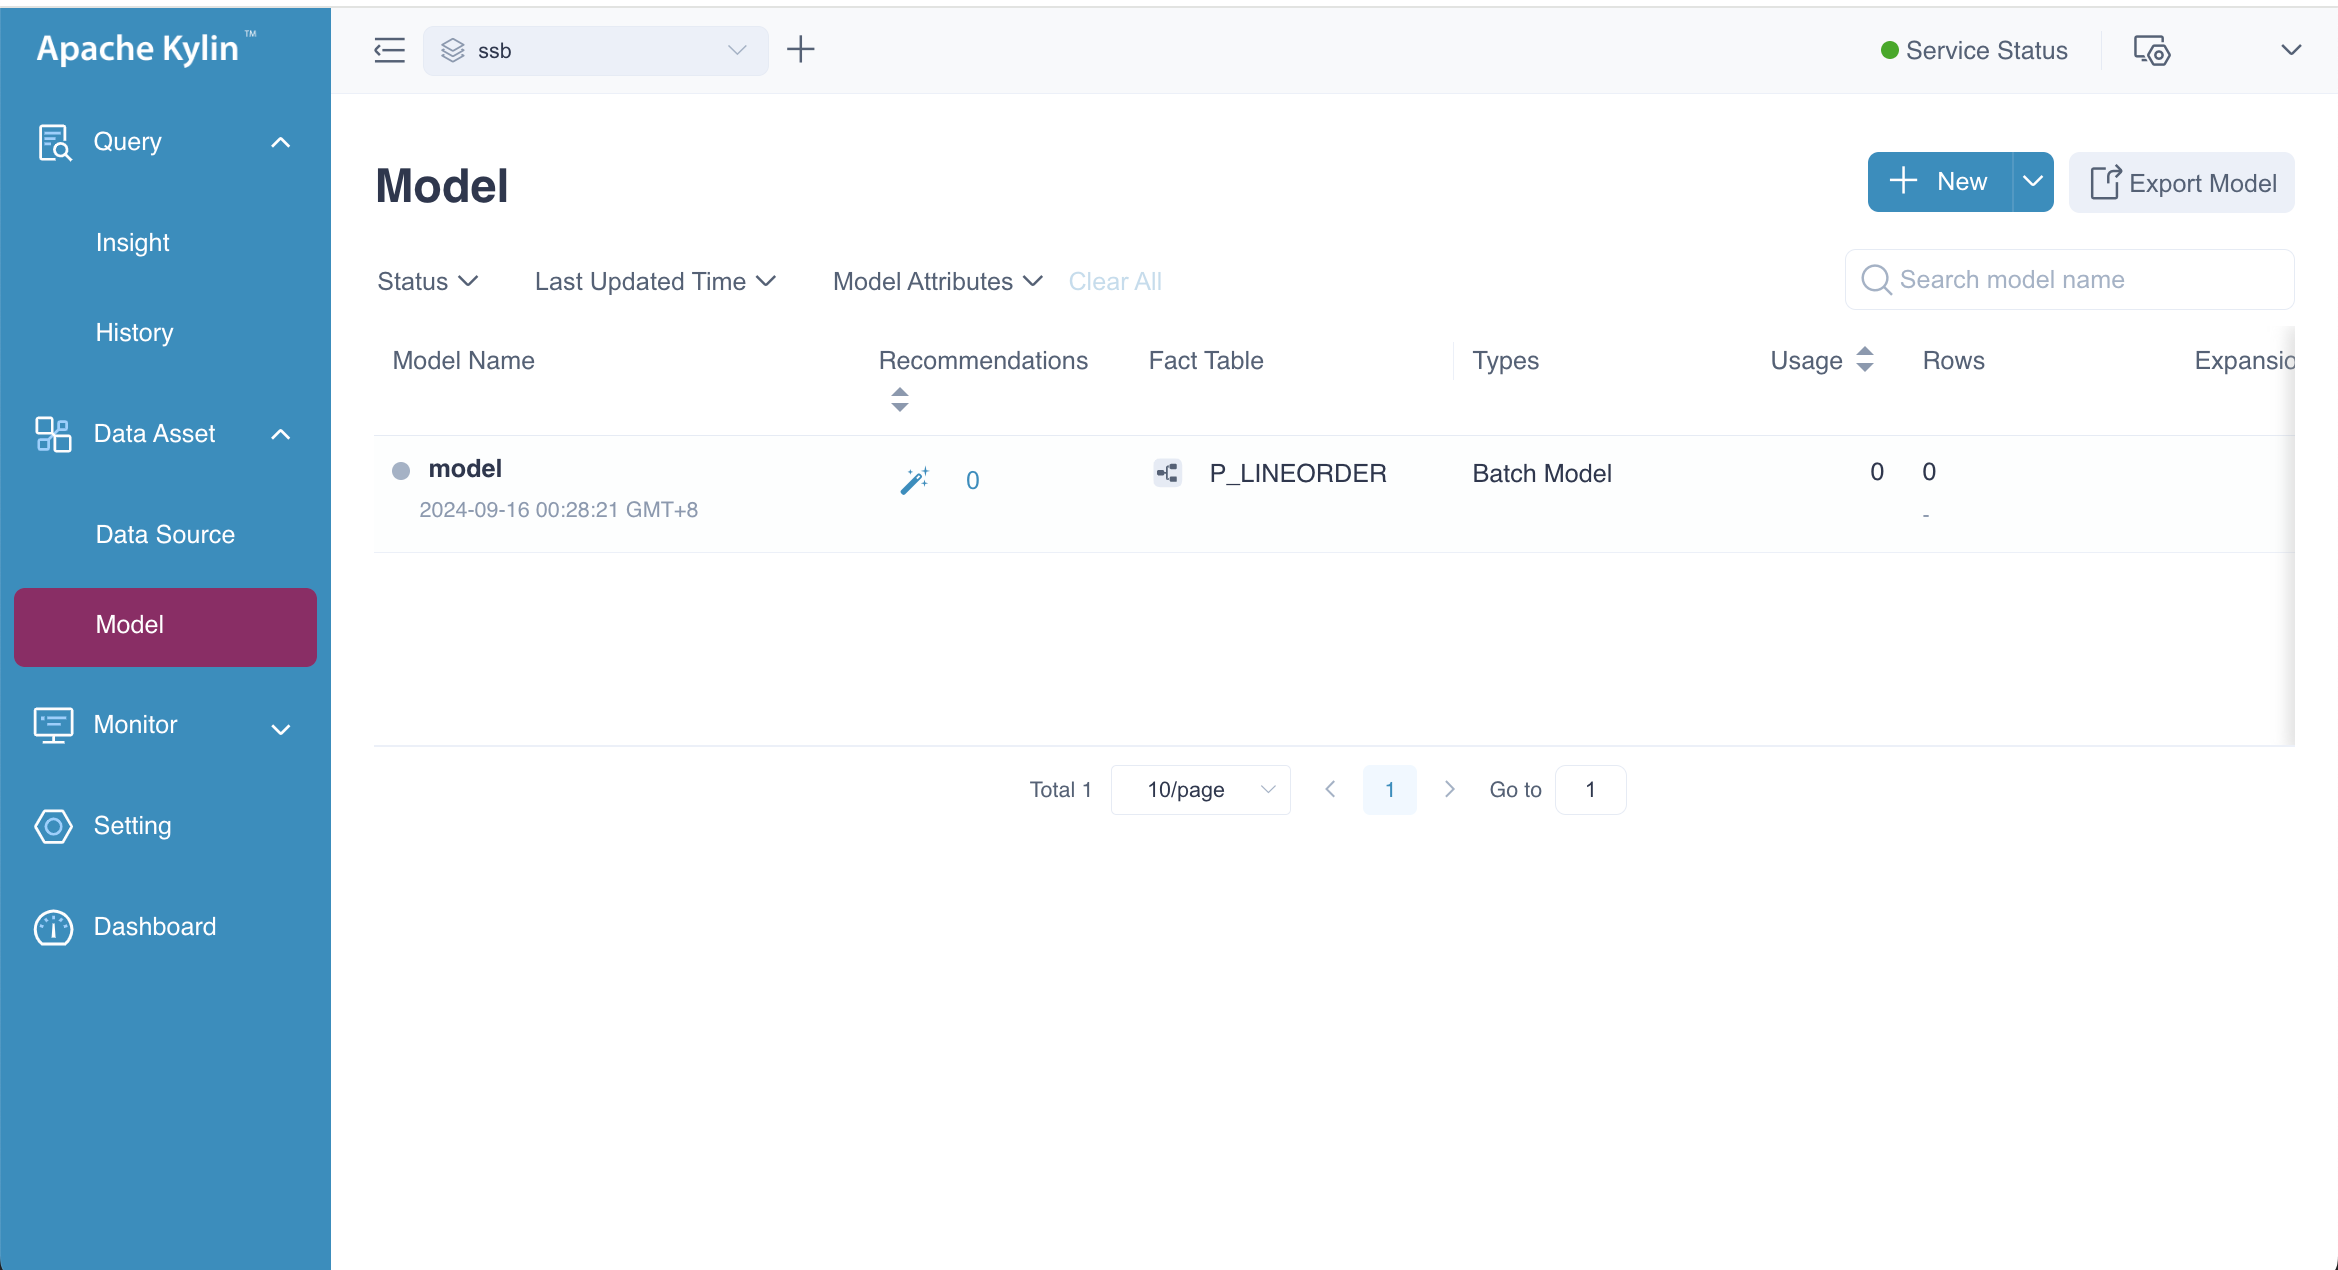 Apache Kylin™
ssb
Service Status
Query
Insight
History
Data Asset
Data Source
Model
Monitor
Setting
Dashboard
Model
New
Export Model
Status
Last Updated Time
Model Attributes
Clear All
Search model name
Model Name
Recommendations
Fact Table
Types
Usage
Rows
Expansio
model
2024-09-16 00:28:21 GMT+8
0
P_LINEORDER
Batch Model
0
0
-
Total 1
10/page
1
Go to
1